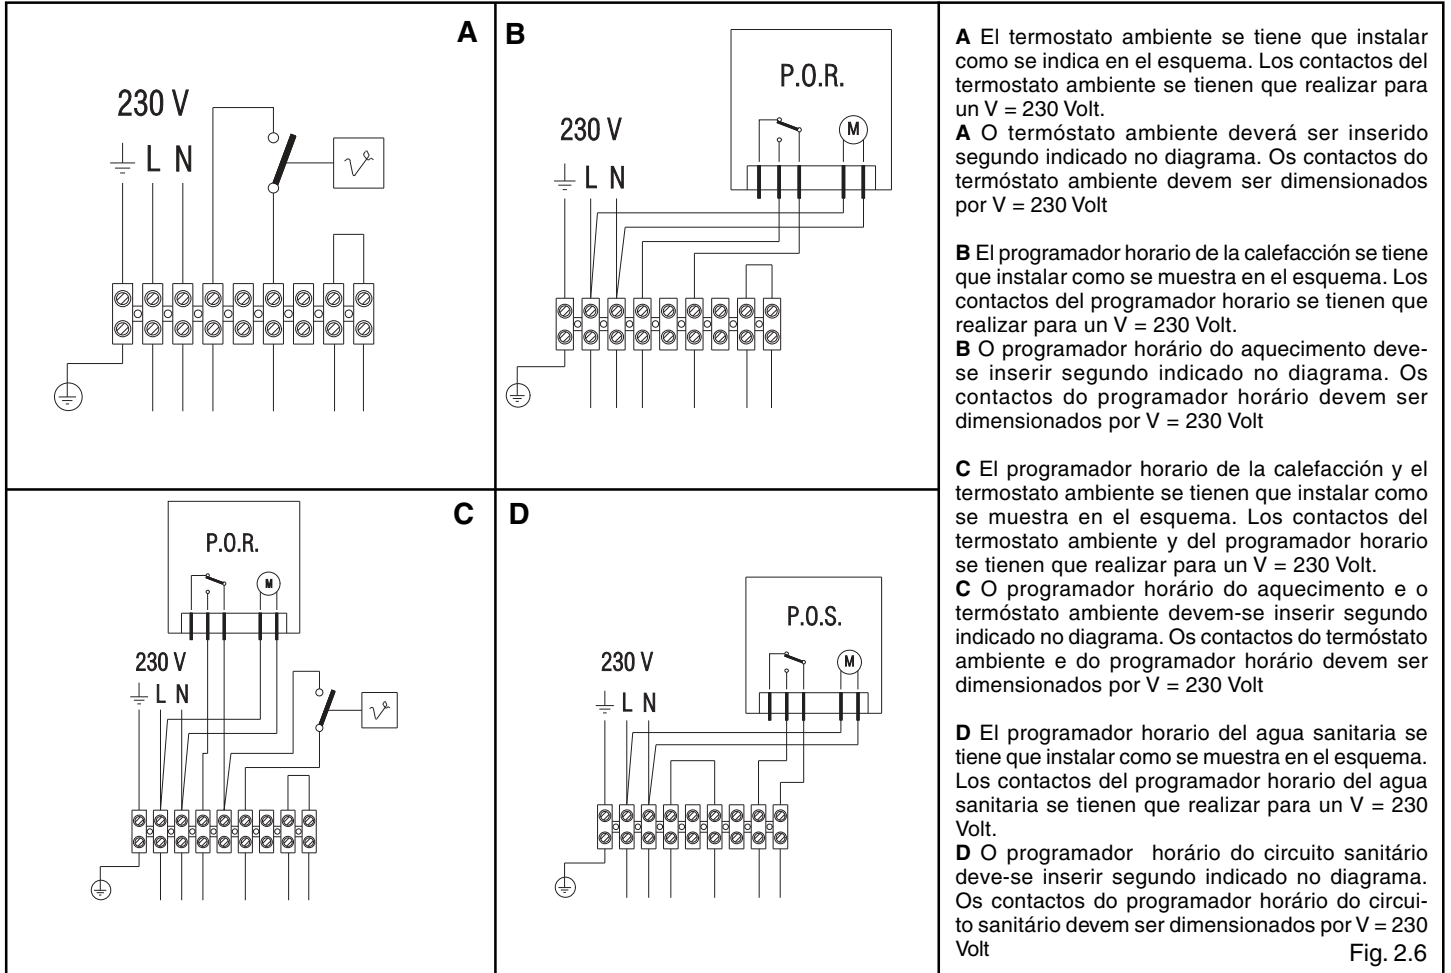 A
230 V
L N
B
P.O.R.
M
230 V
L N
C
P.O.R.
M
230 V
L N
D
P.O.S.
M
230 V
L N
A El termostato ambiente se tiene que instalar
como se indica en el esquema. Los contactos del
termostato ambiente se tienen que realizar para
un V = 230 Volt.
A O termóstato ambiente deverá ser inserido
segundo indicado no diagrama. Os contactos do
termóstato ambiente devem ser dimensionados
por V = 230 Volt
B El programador horario de la calefacción se tiene
que instalar como se muestra en el esquema. Los
contactos del programador horario se tienen que
realizar para un V = 230 Volt.
B O programador horário do aquecimento deve-
se inserir segundo indicado no diagrama. Os
contactos do programador horário devem ser
dimensionados por V = 230 Volt
C El programador horario de la calefacción y el
termostato ambiente se tienen que instalar como
se muestra en el esquema. Los contactos del
termostato ambiente y del programador horario
se tienen que realizar para un V = 230 Volt.
C O programador horário do aquecimento e o
termóstato ambiente devem-se inserir segundo
indicado no diagrama. Os contactos do termóstato
ambiente e do programador horário devem ser
dimensionados por V = 230 Volt
D El programador horario del agua sanitaria se
tiene que instalar como se muestra en el esquema.
Los contactos del programador horario del agua
sanitaria se tienen que realizar para un V = 230
Volt.
D O programador horário do circuito sanitário
deve-se inserir segundo indicado no diagrama.
Os contactos do programador horário do circui-
to sanitário devem ser dimensionados por V = 230
Volt
Fig. 2.6